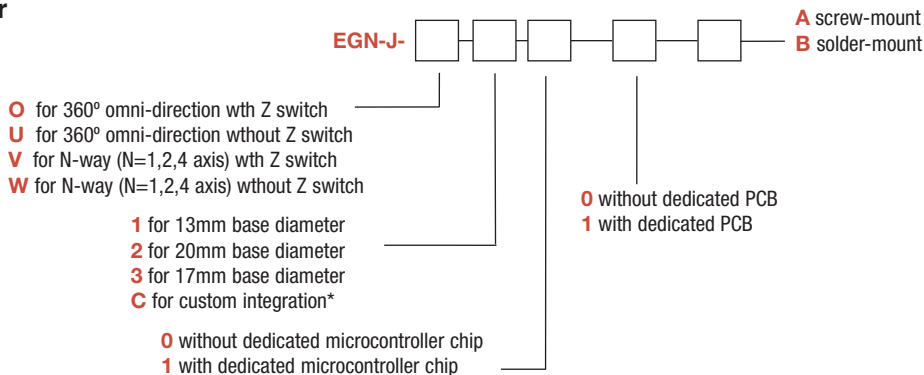 r
A screw-mount
EGN-J-
B solder-mount
O for 360º omni-direction wth Z switch
U for 360º omni-direction wthout Z switch
V for N-way (N=1,2,4 axis) wth Z switch
W for N-way (N=1,2,4 axis) wthout Z switch
0 without dedicated PCB
1 with dedicated PCB
1 for 13mm base diameter
2 for 20mm base diameter
3 for 17mm base diameter
C for custom integration*
0 without dedicated microcontroller chip
1 with dedicated microcontroller chip